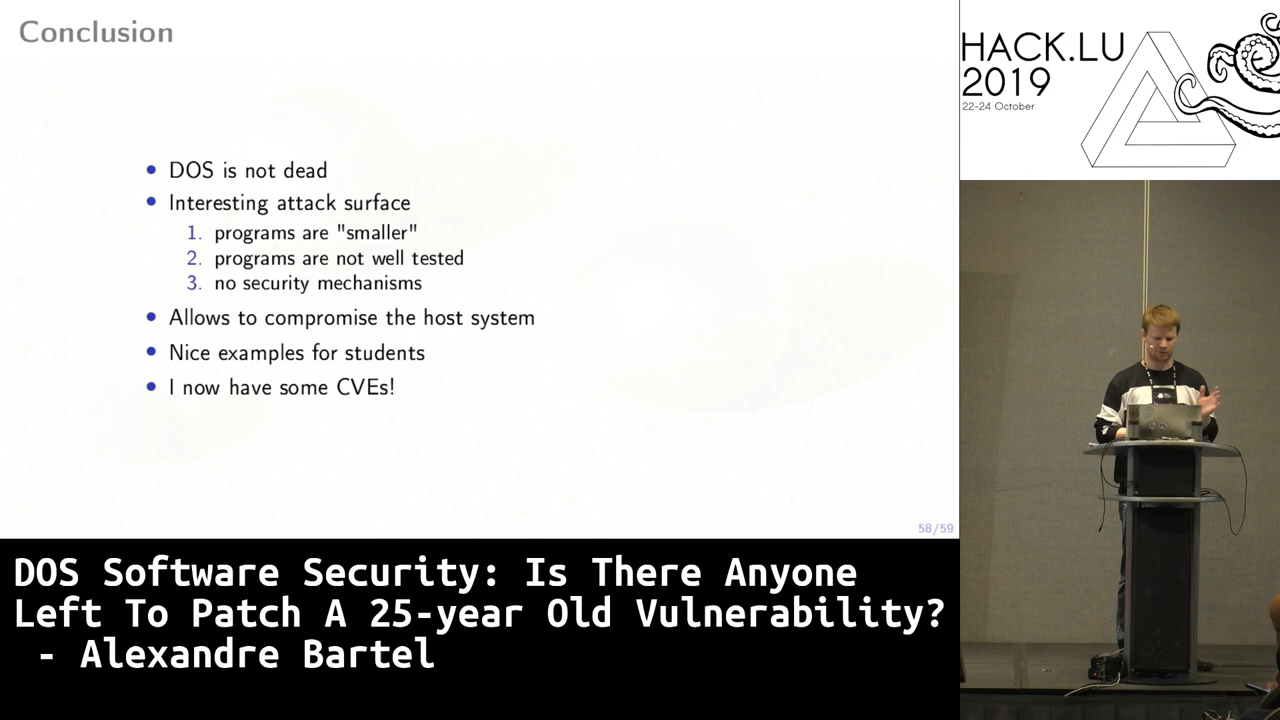 Conclusion
• DOS is not dead
• Interesting attack surface
1. programs are "smaller"
2. programs are not well tested
3. no security mechanisms
• Allows to compromise the host system
• Nice examples for students
• I now have some CVEs!
58/59
HACK.LU
2019
22-24 October
DOS Software Security: Is There Anyone
Left To Patch A 25-year Old Vulnerability?
- Alexandre Bartel